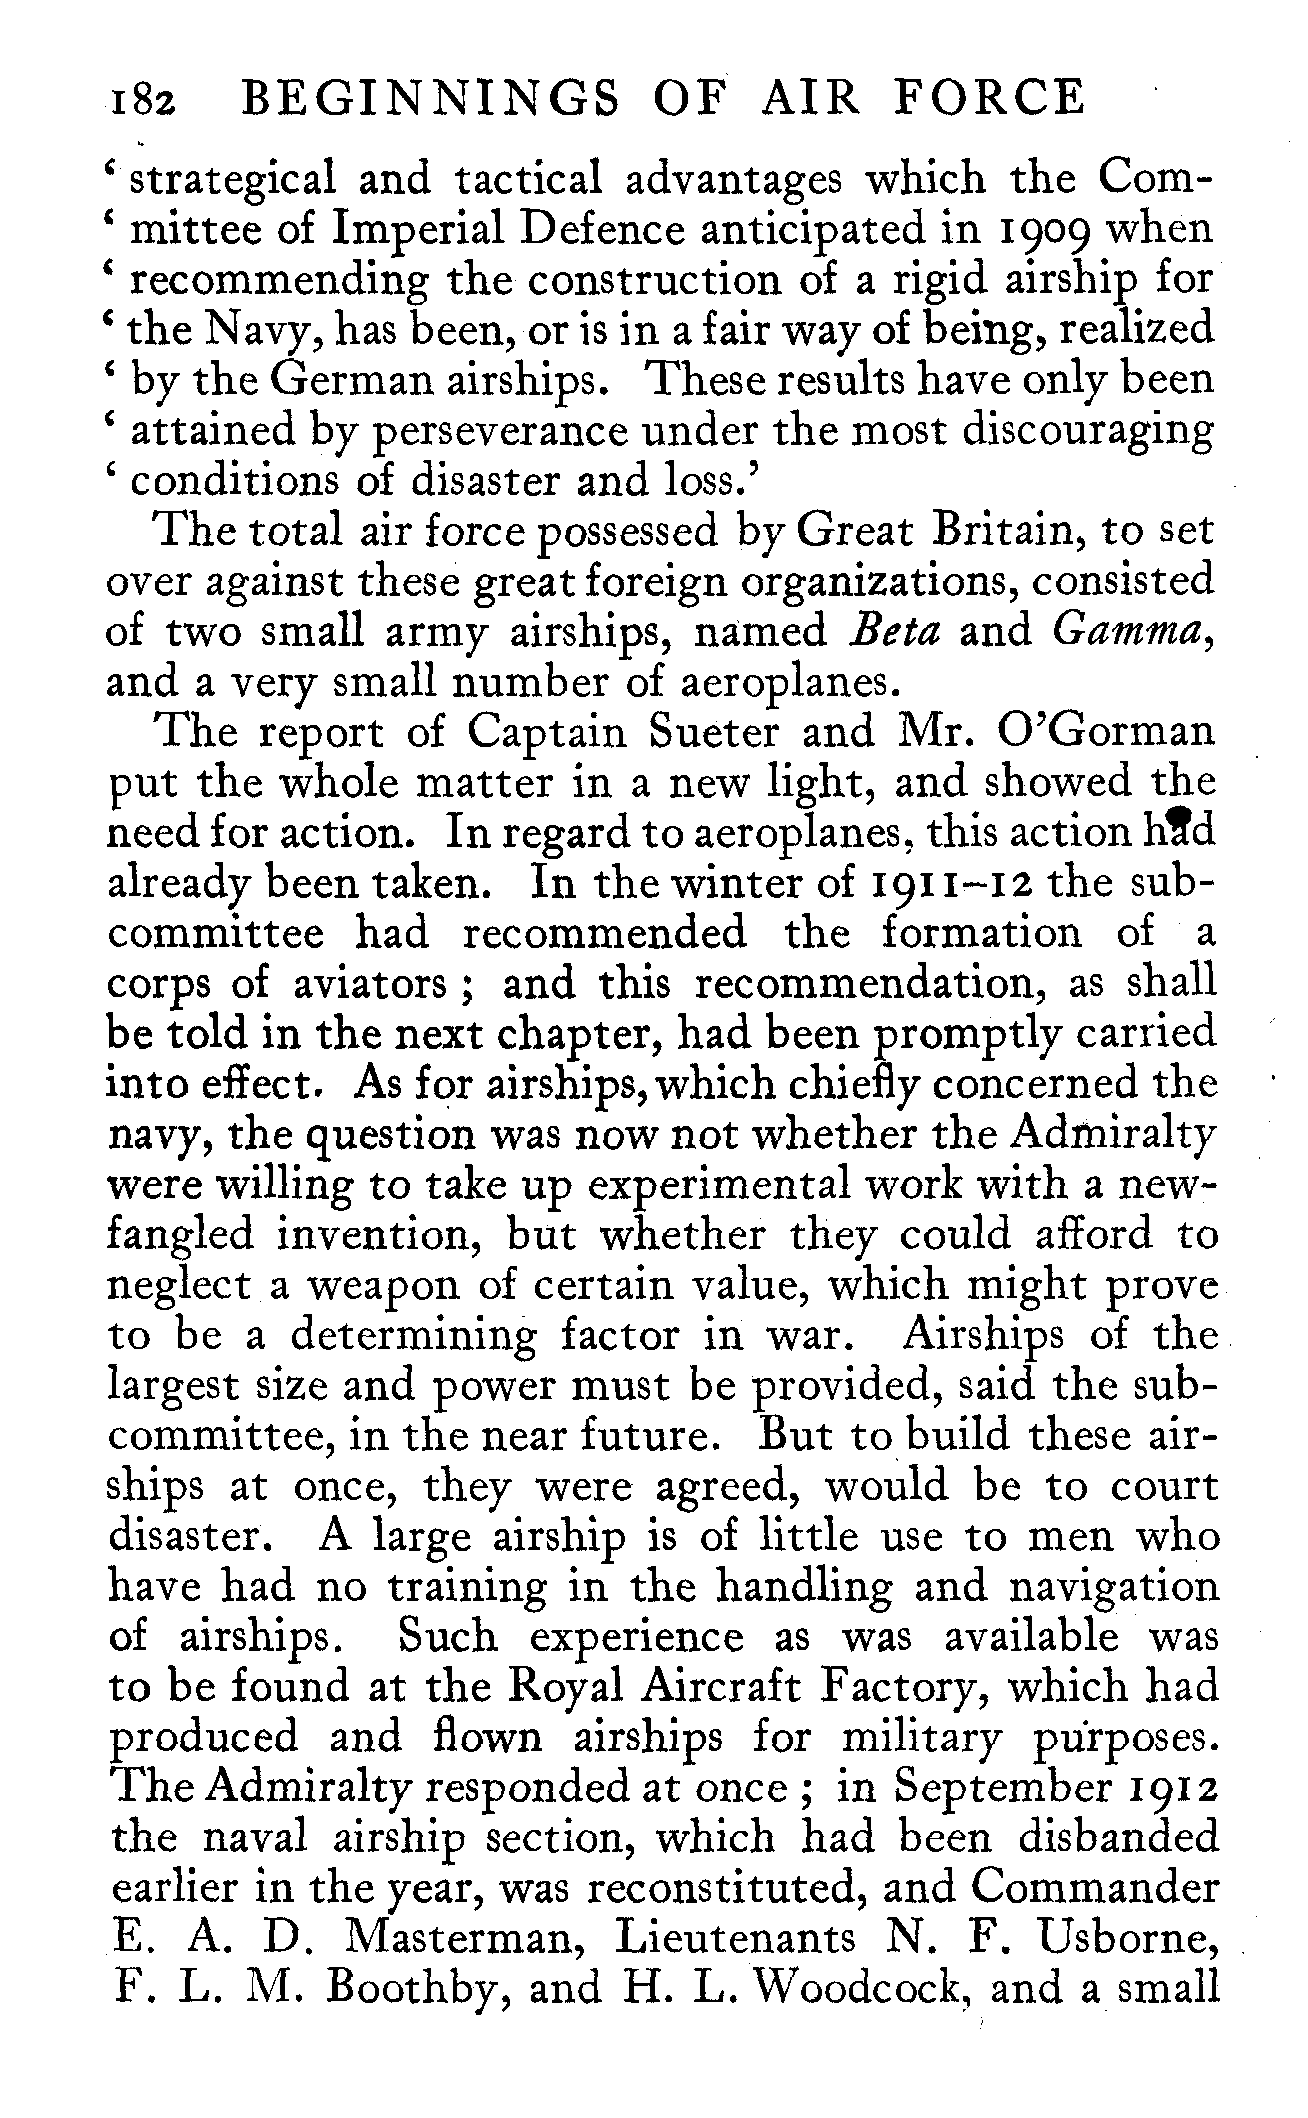 182 BEGINNINGS OF AIR FORCE
‘ strategical and tactical advantages which the Com-
‘ mittee of Imperial Defence anticipated in 1909 when
‘ recommending the construction of a rigid airship for
‘ the Navy, has been, or is in a fair way of being, realized
‘ by the German airships. These results have only been
‘ attained by perseverance under the most discouraging
‘ conditions of disaster and loss.’
The total air force possessed by Great Britain, to set
over against these great foreign organizations, consisted
of two small army airships, named Beta and Gamma,
and a very small number of aeroplanes.
The report of Captain Sueter and Mr. O’Gorman
put the whole matter in a new light, and showed the
need for action. In regard to aeroplanes, this action had
already been taken. In the winter of 1911–12 the sub-
committee had recommended the formation of a
corps of aviators ; and this recommendation, as shall
be told in the next chapter, had been promptly carried
into effect. As for airships, which chiefly concerned the
navy, the question was now not whether the Admiralty
were willing to take up experimental work with a new-
fangled invention, but whether they could afford to
neglect a weapon of certain value, which might prove
to be a determining factor in war. Airships of the
largest size and power must be provided, said the sub-
committee, in the near future. But to build these air-
ships at once, they were agreed, would be to court
disaster. A large airship is of little use to men who
have had no training in the handling and navigation
of airships. Such experience as was available was
to be found at the Royal Aircraft Factory, which had
produced and flown airships for military purposes.
The Admiralty responded at once ; in September 1912
the naval airship section, which had been disbanded
earlier in the year, was reconstituted, and Commander
E. A. D. Masterman, Lieutenants N. F. Usborne,
F. L. M. Boothby, and H. L. Woodcock, and a small